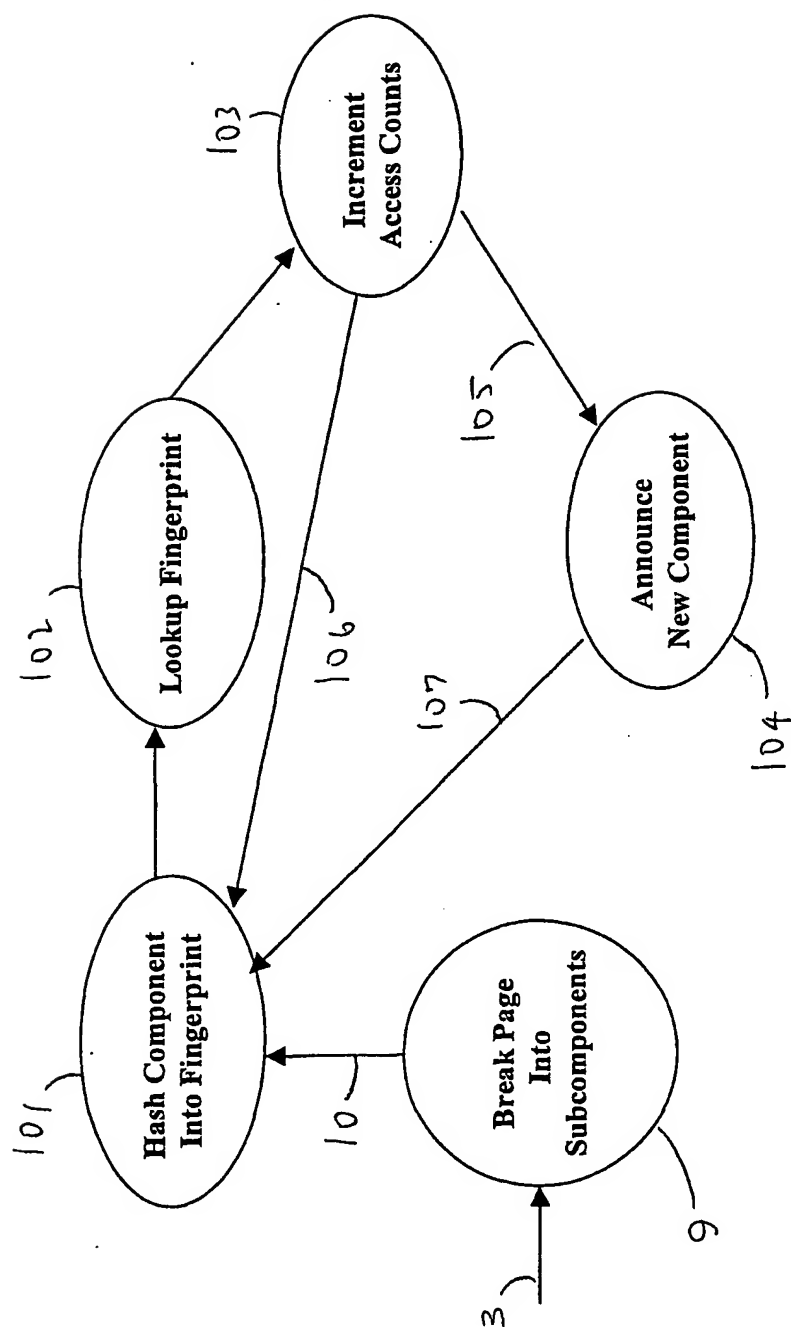 101
Hash Component
Into Fingerprint
102
Lookup Fingerprint
103
Increment
Access Counts
106
105
107
10
3
Break Page
Into
Subcomponents
9
Announce
New Component
104